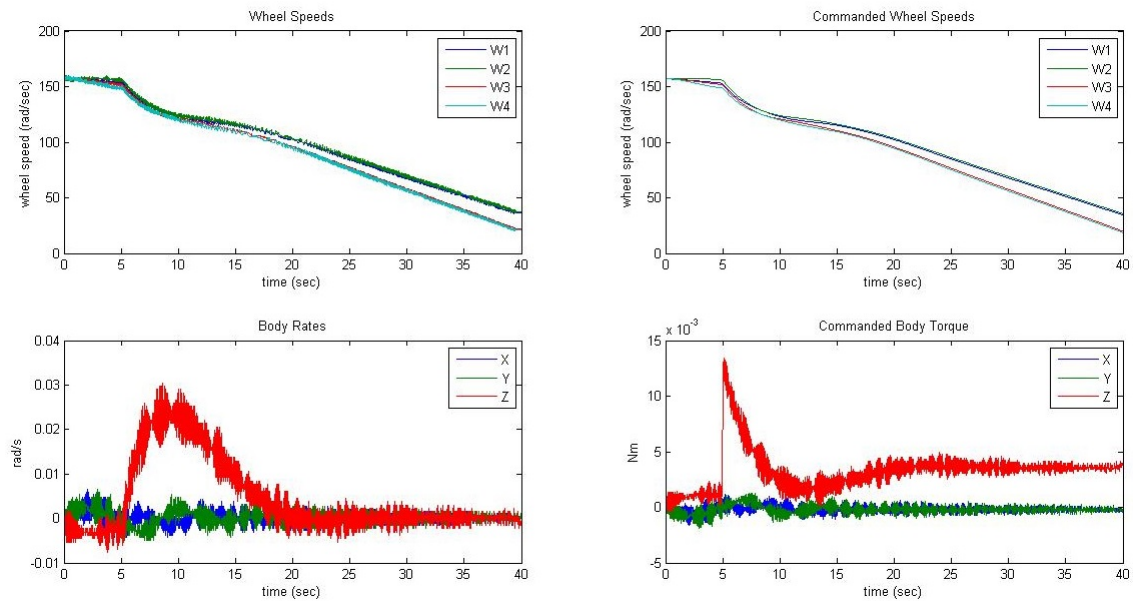 Wheel Speeds
200
150
100
50
0
wheel speed (rad/sec)
W1
W2
W3
W4
0 5 10 15 20 25 30 35 40
time (sec)
Commanded Wheel Speeds
200
150
100
50
0
wheel speed (rad/sec)
W1
W2
W3
W4
0 5 10 15 20 25 30 35 40
time (sec)
Body Rates
0.04
0.03
0.02
0.01
0
-0.01
rad/s
X
Y
Z
0 5 10 15 20 25 30 35 40
time (sec)
Commanded Body Torque
x 10^-3
15
10
5
0
-5
Nm
X
Y
Z
0 5 10 15 20 25 30 35 40
time (sec)